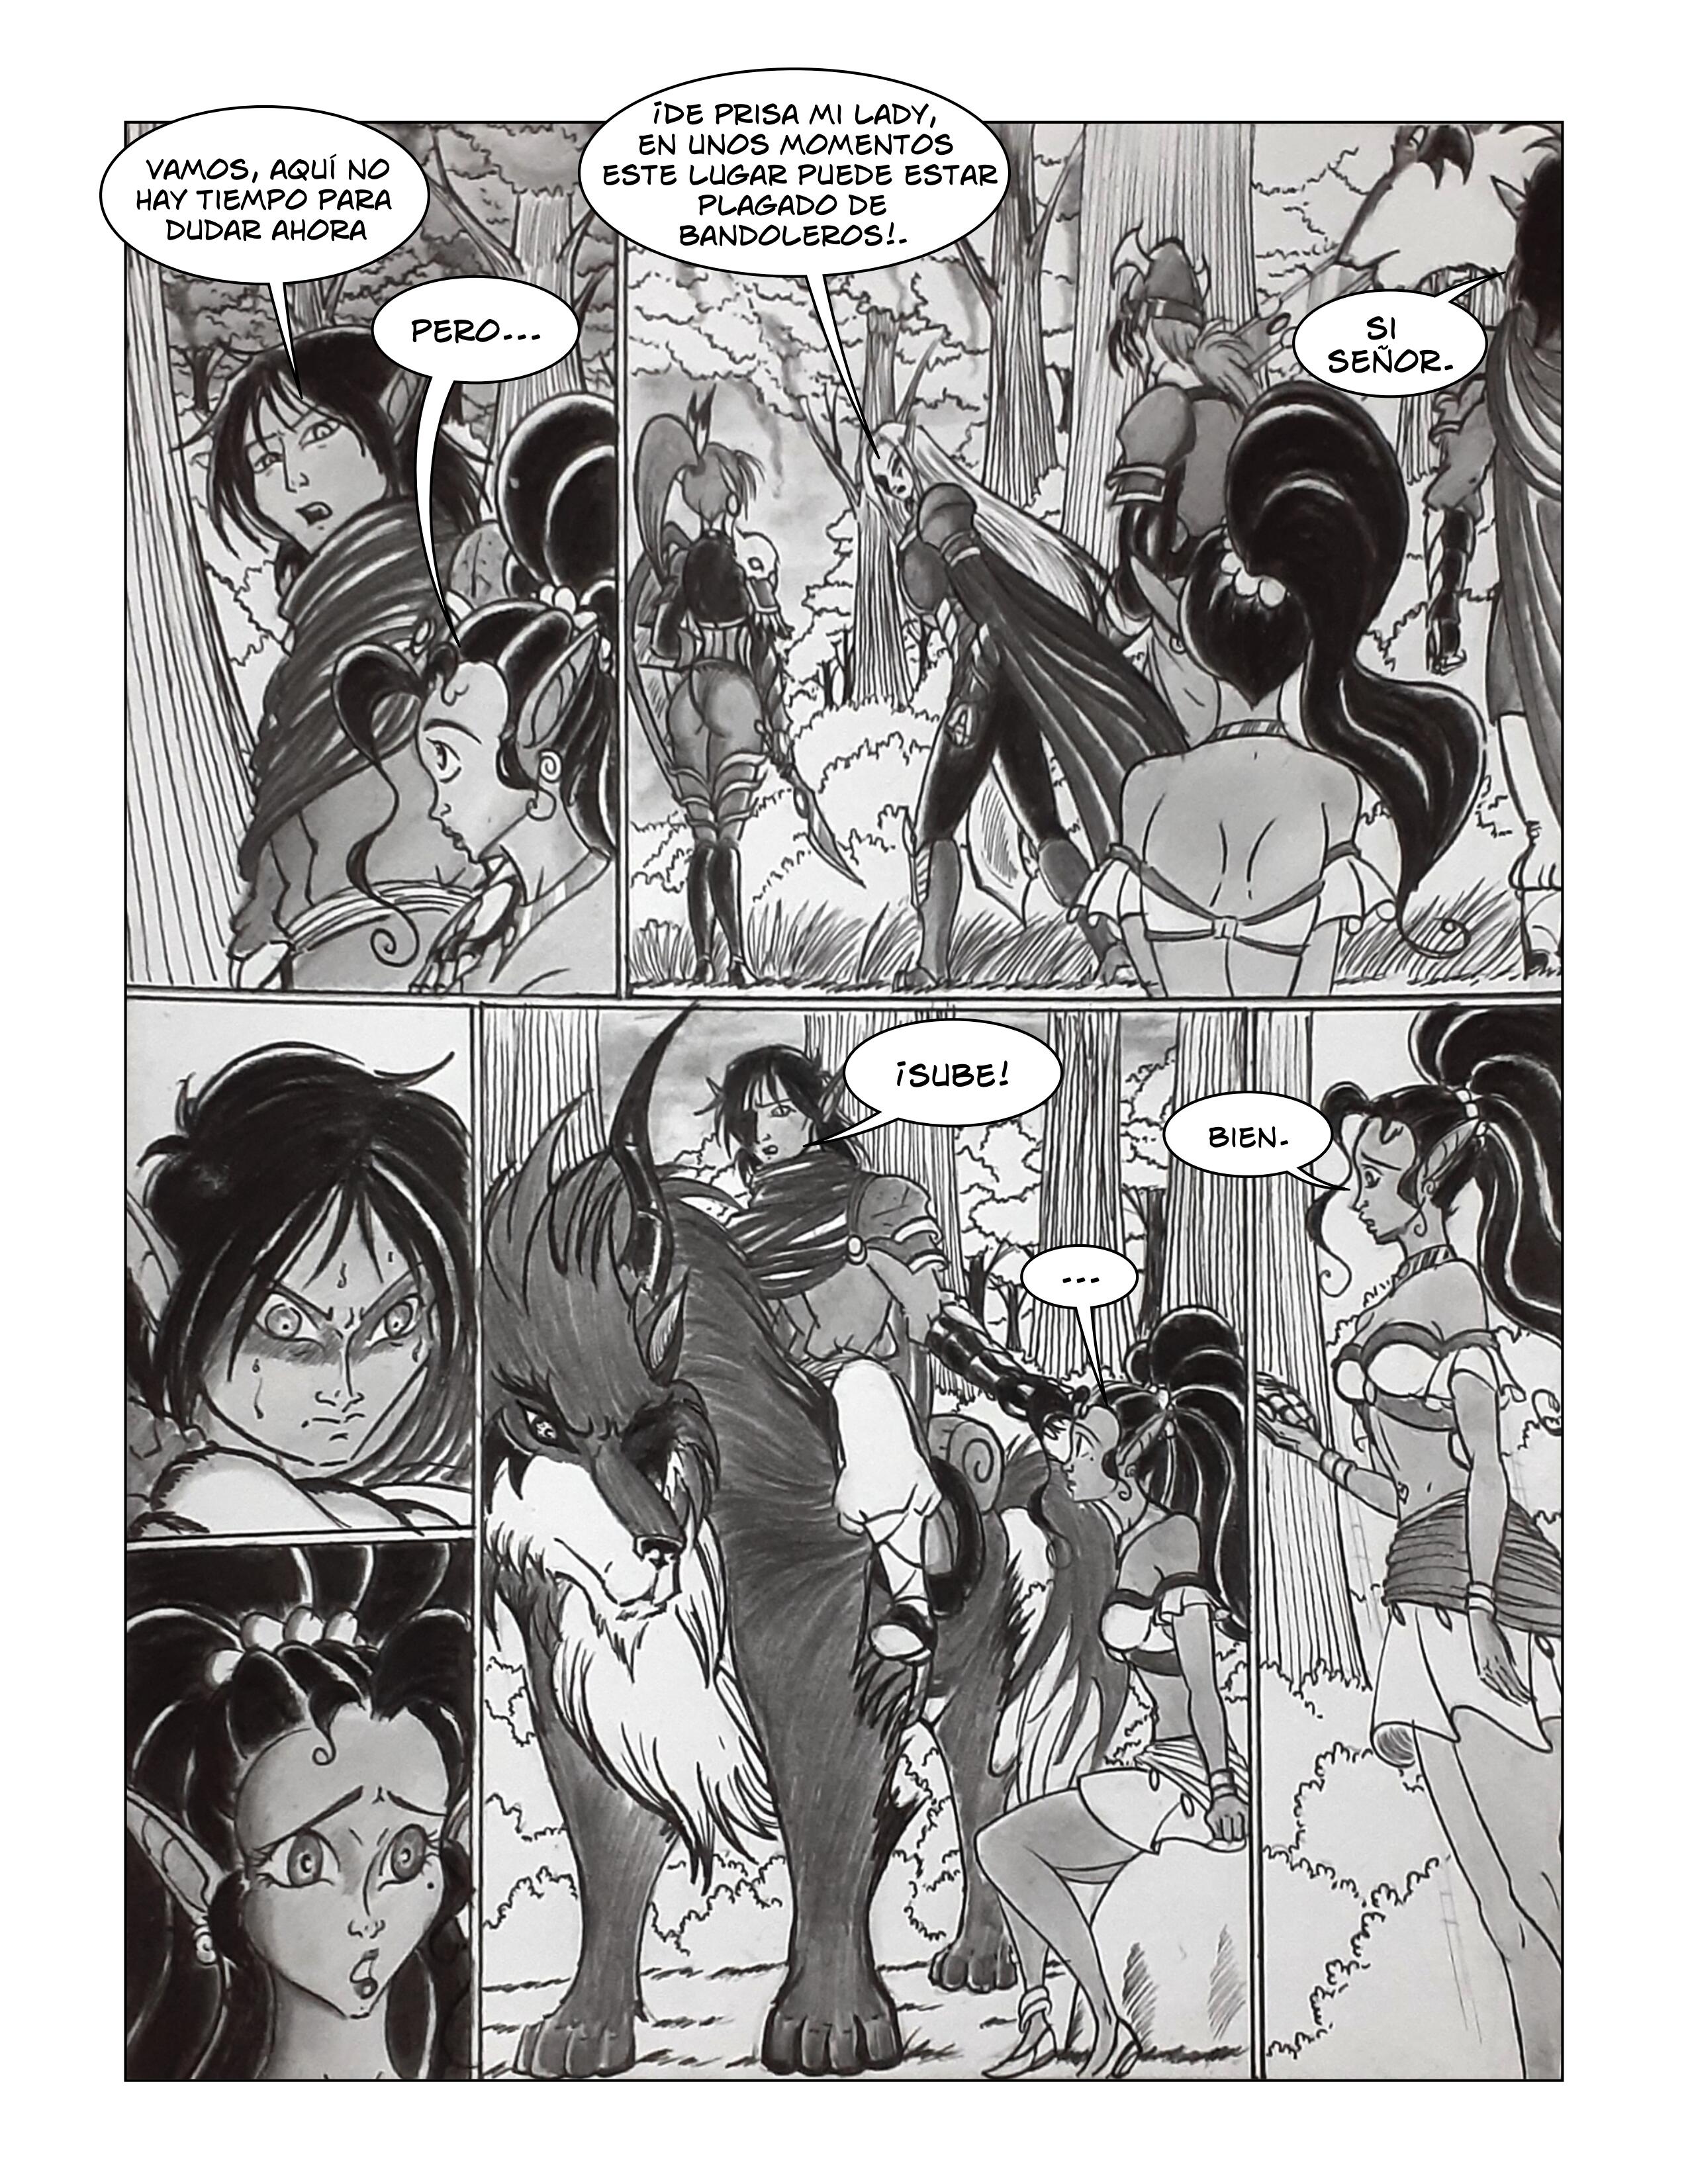 VAMOS, AQUÍ NO
HAY TIEMPO PARA
DUDAR AHORA
PERO...
¡DE PRISA MI LADY,
EN UNOS MOMENTOS
ESTE LUGAR PUEDE ESTAR
PLAGADO DE
BANDOLEROS!.
SI
SEÑOR.
¡SUBE!
...
BIEN.